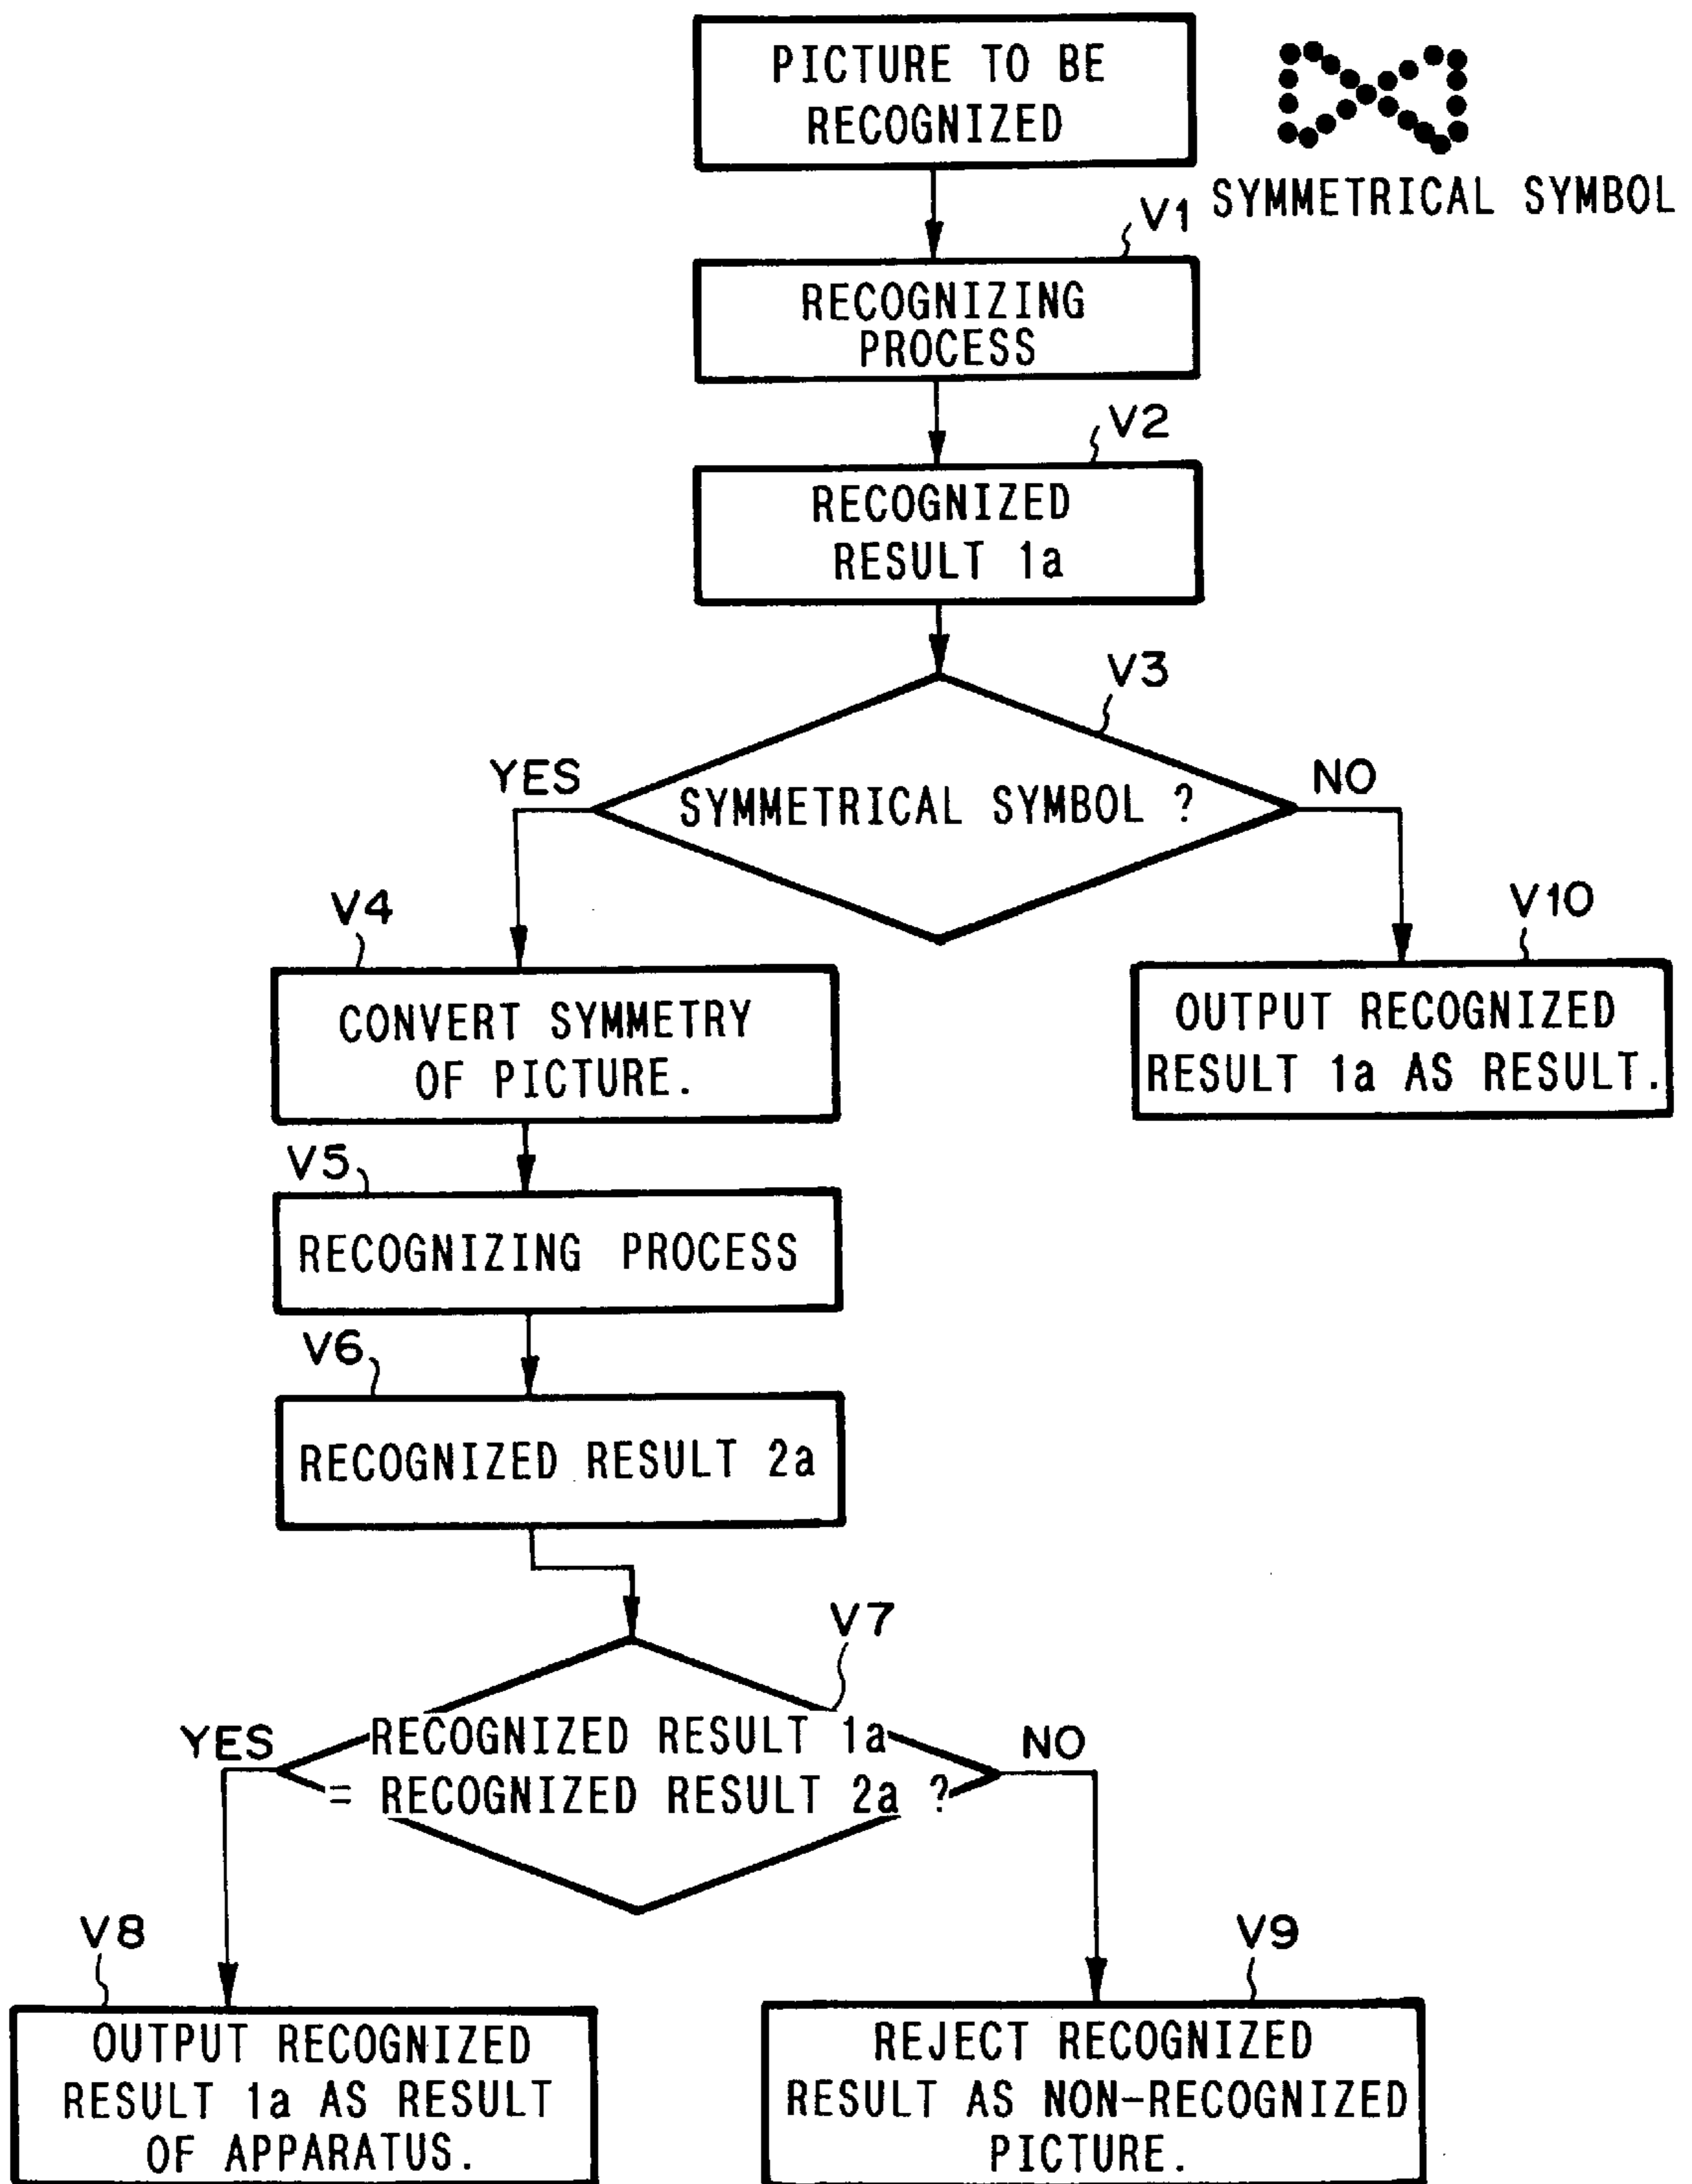 PICTURE TO BE
RECOGNIZED
SYMMETRICAL SYMBOL
V1
RECOGNIZING
PROCESS
V2
RECOGNIZED
RESULT 1a
V3
YES
SYMMETRICAL SYMBOL ?
NO
V4
CONVERT SYMMETRY
OF PICTURE.
V10
OUTPUT RECOGNIZED
RESULT 1a AS RESULT.
V5
RECOGNIZING PROCESS
V6
RECOGNIZED RESULT 2a
V7
YES
RECOGNIZED RESULT 1a
= RECOGNIZED RESULT 2a ?
NO
V8
OUTPUT RECOGNIZED
RESULT 1a AS RESULT
OF APPARATUS.
V9
REJECT RECOGNIZED
RESULT AS NON-RECOGNIZED
PICTURE.